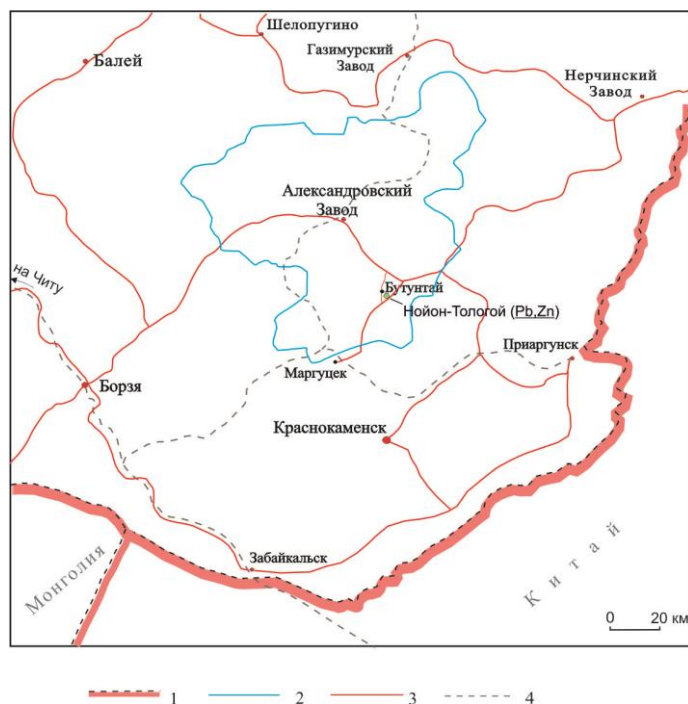 Шелопугино
Балей
Газимурский
Завод
Нерчинский
Завод
Александровский
Завод
на Читу
Бутунтай
Нойон-Тологой (Pb,Zn)
Приаргунск
Маргуцек
Борзя
Краснокаменск
Забайкальск
Монголия
Китай
0 20 км
1 2 3 4